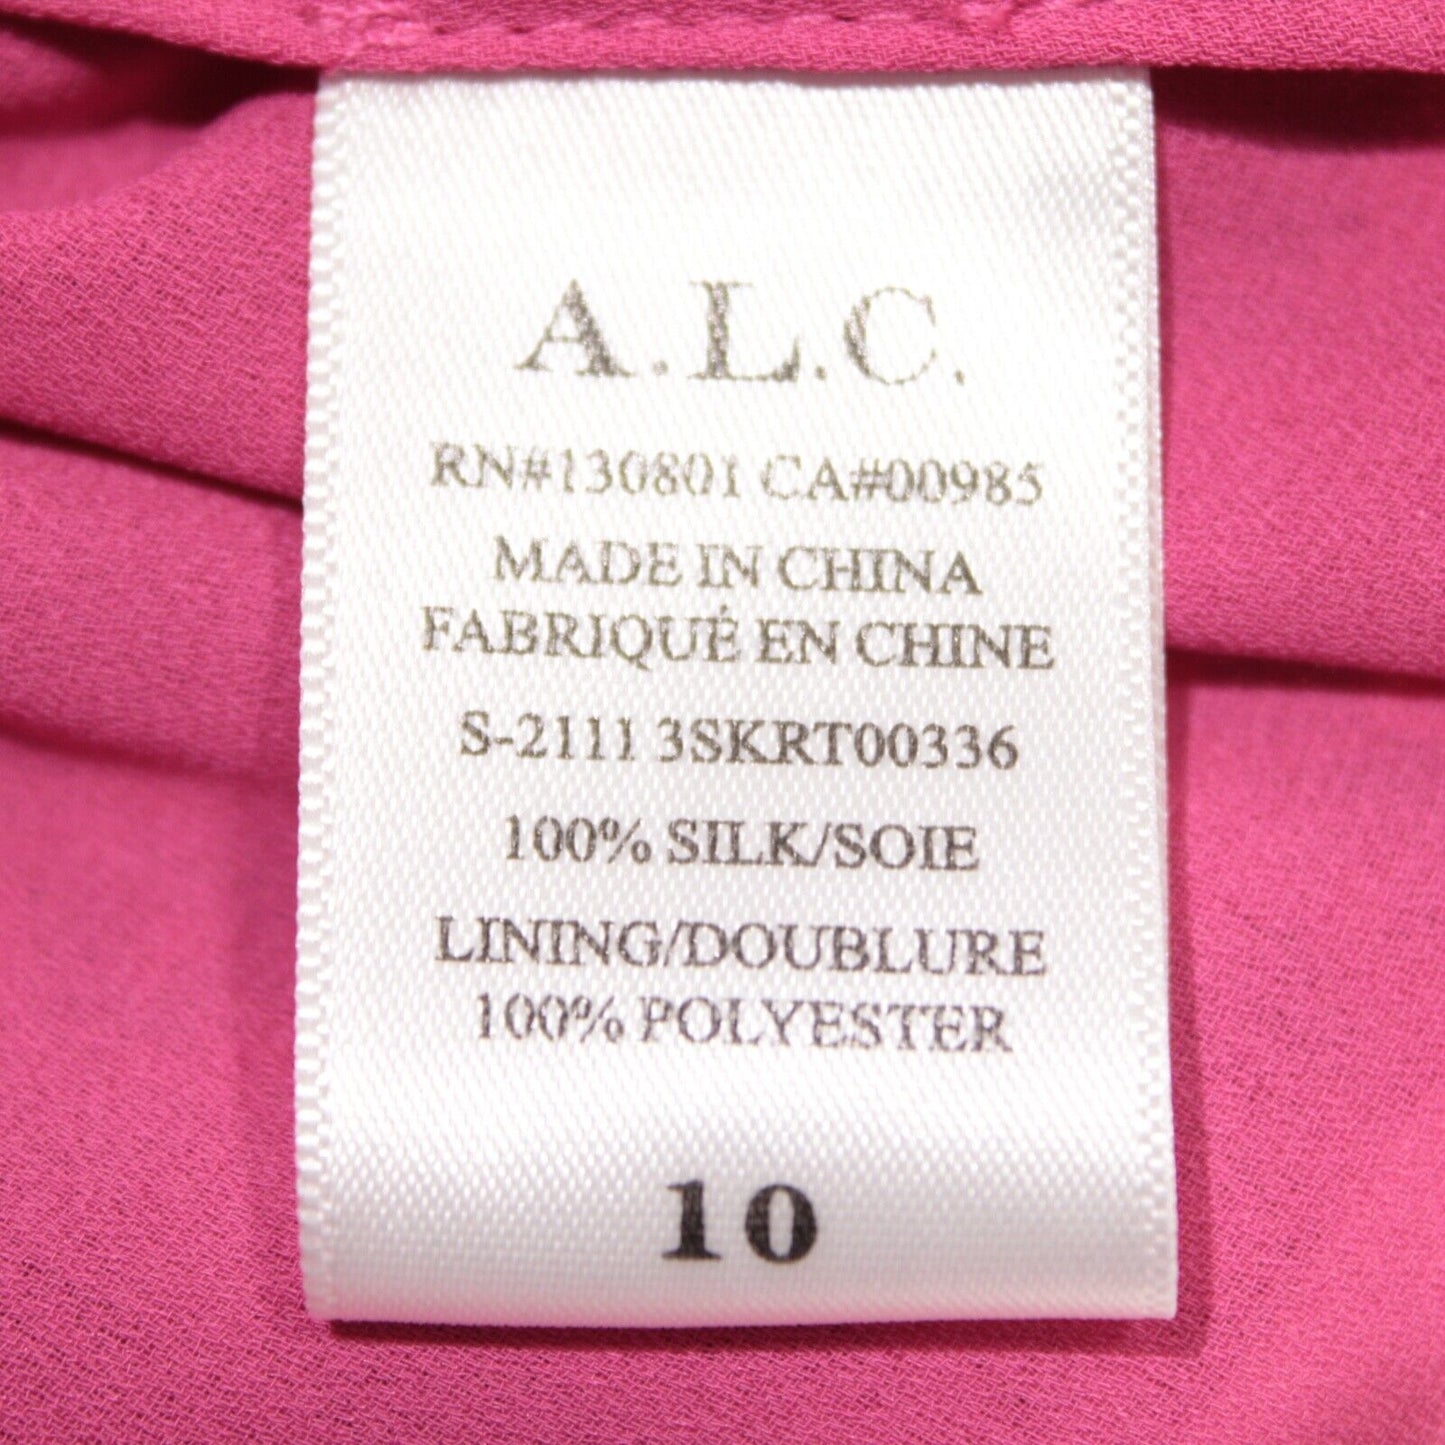 A.L.C.
RN#130801 CA#00985
MADE IN CHINA
FABRIQUÉ EN CHINE
S-2111 3SKRT00336
100% SILK/SOIE
LINING/DOUBLURE
100% POLYESTER
10